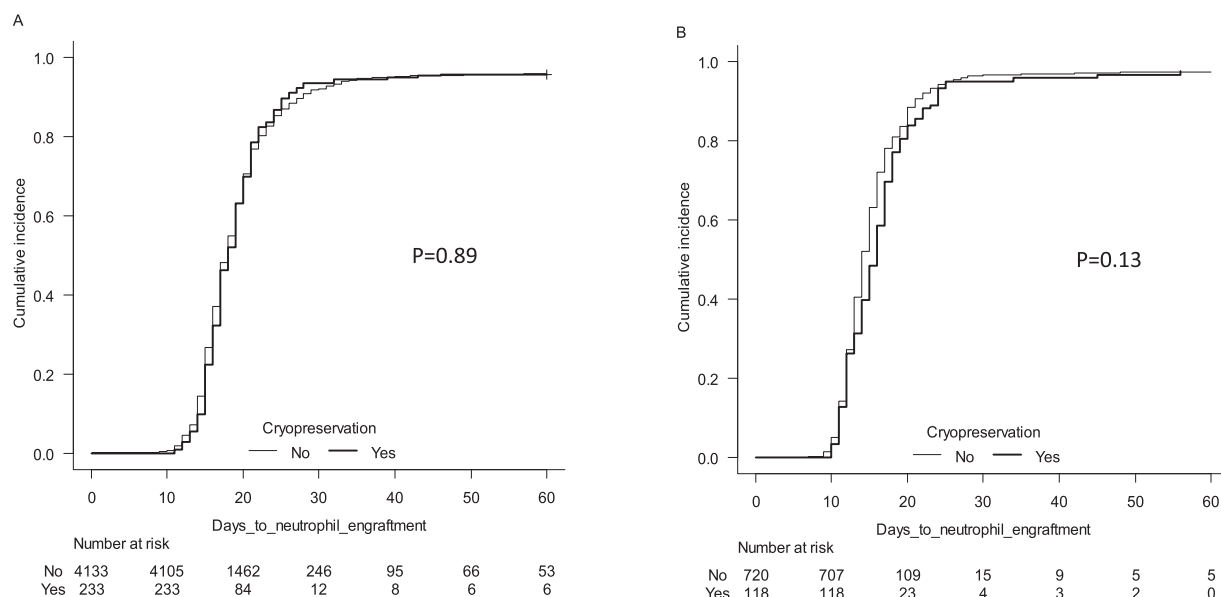 A
1.0
0.8
0.6
0.4
0.2
0.0
Cumulative incidence
P=0.89
Cryopreservation
No Yes
0 10 20 30 40 50 60
Days_to_neutrophil_engraftment
Number at risk
No 4133 4105 1462 246 95 66 53
Yes 233 233 84 12 8 6 6
B
1.0
0.8
0.6
0.4
0.2
0.0
Cumulative incidence
P=0.13
Cryopreservation
No Yes
0 10 20 30 40 50 60
Days_to_neutrophil_engraftment
Number at risk
No 720 707 109 15 9 5 5
Yes 118 118 23 4 3 2 0